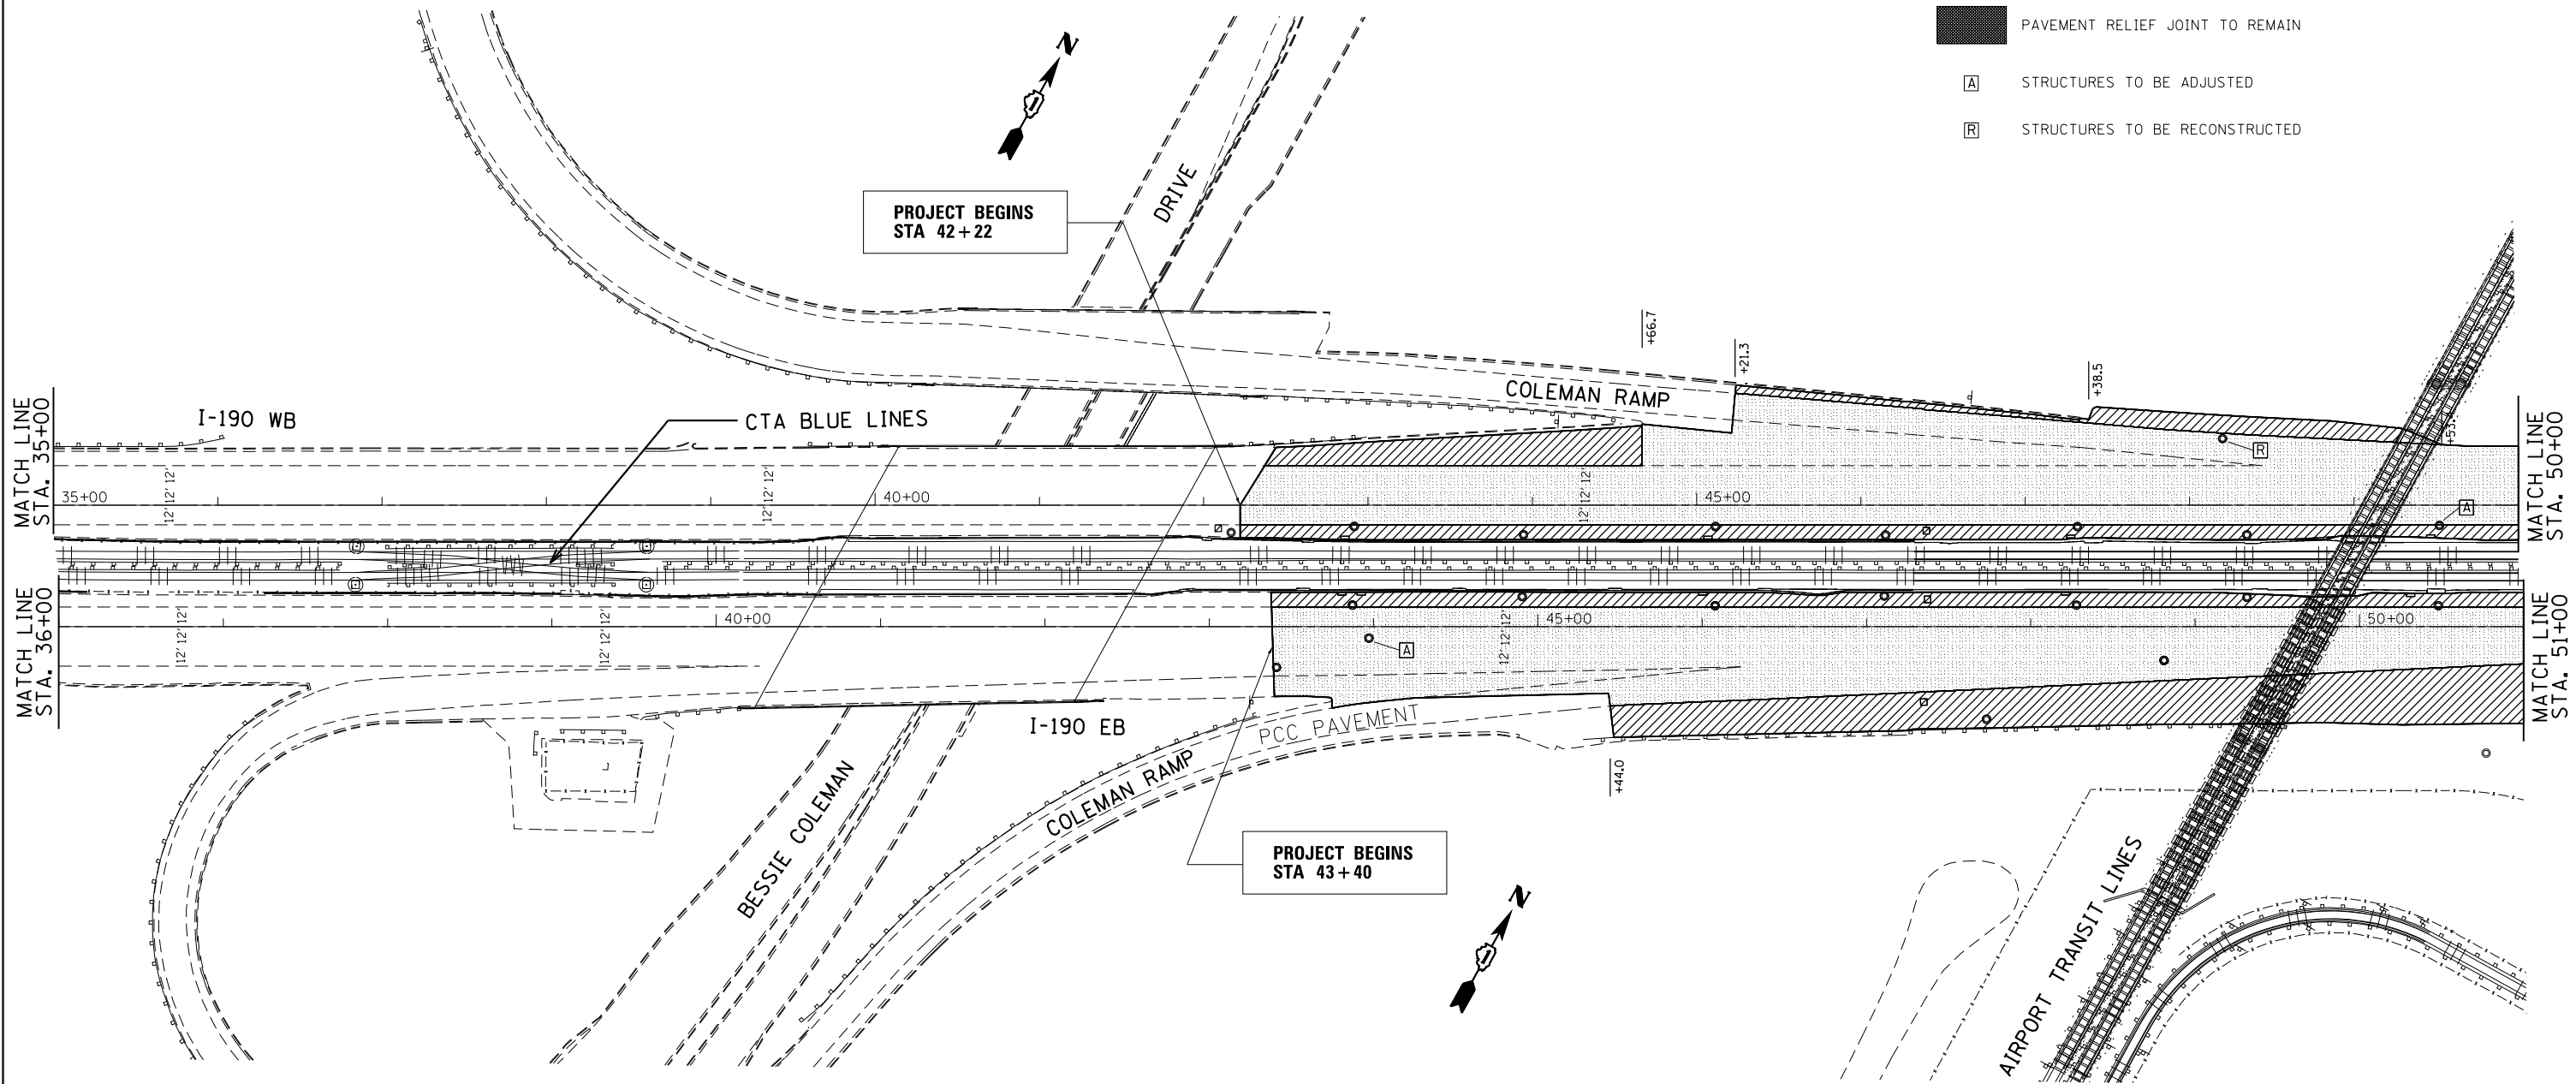 PAVEMENT RELIEF JOINT TO REMAIN
A STRUCTURES TO BE ADJUSTED
R STRUCTURES TO BE RECONSTRUCTED
N
DRIVE
PROJECT BEGINS
STA 42+22
+66.7
+21.3
+38.5
COLEMAN RAMP
MATCH LINE
STA. 35+00
I-190 WB
CTA BLUE LINES
R
A
MATCH LINE
STA. 50+00
35+00
12' 12' 12'
12' 12' 12'
40+00
12' 12' 12'
45+00
MATCH LINE
STA. 36+00
12' 12' 12'
12' 12' 12'
40+00
12' 12' 12'
45+00
50+00
A
MATCH LINE
STA. 51+00
I-190 EB
PCC PAVEMENT
COLEMAN RAMP
+44.0
BESSIE COLEMAN
PROJECT BEGINS
STA 43+40
N
AIRPORT TRANSIT LINES